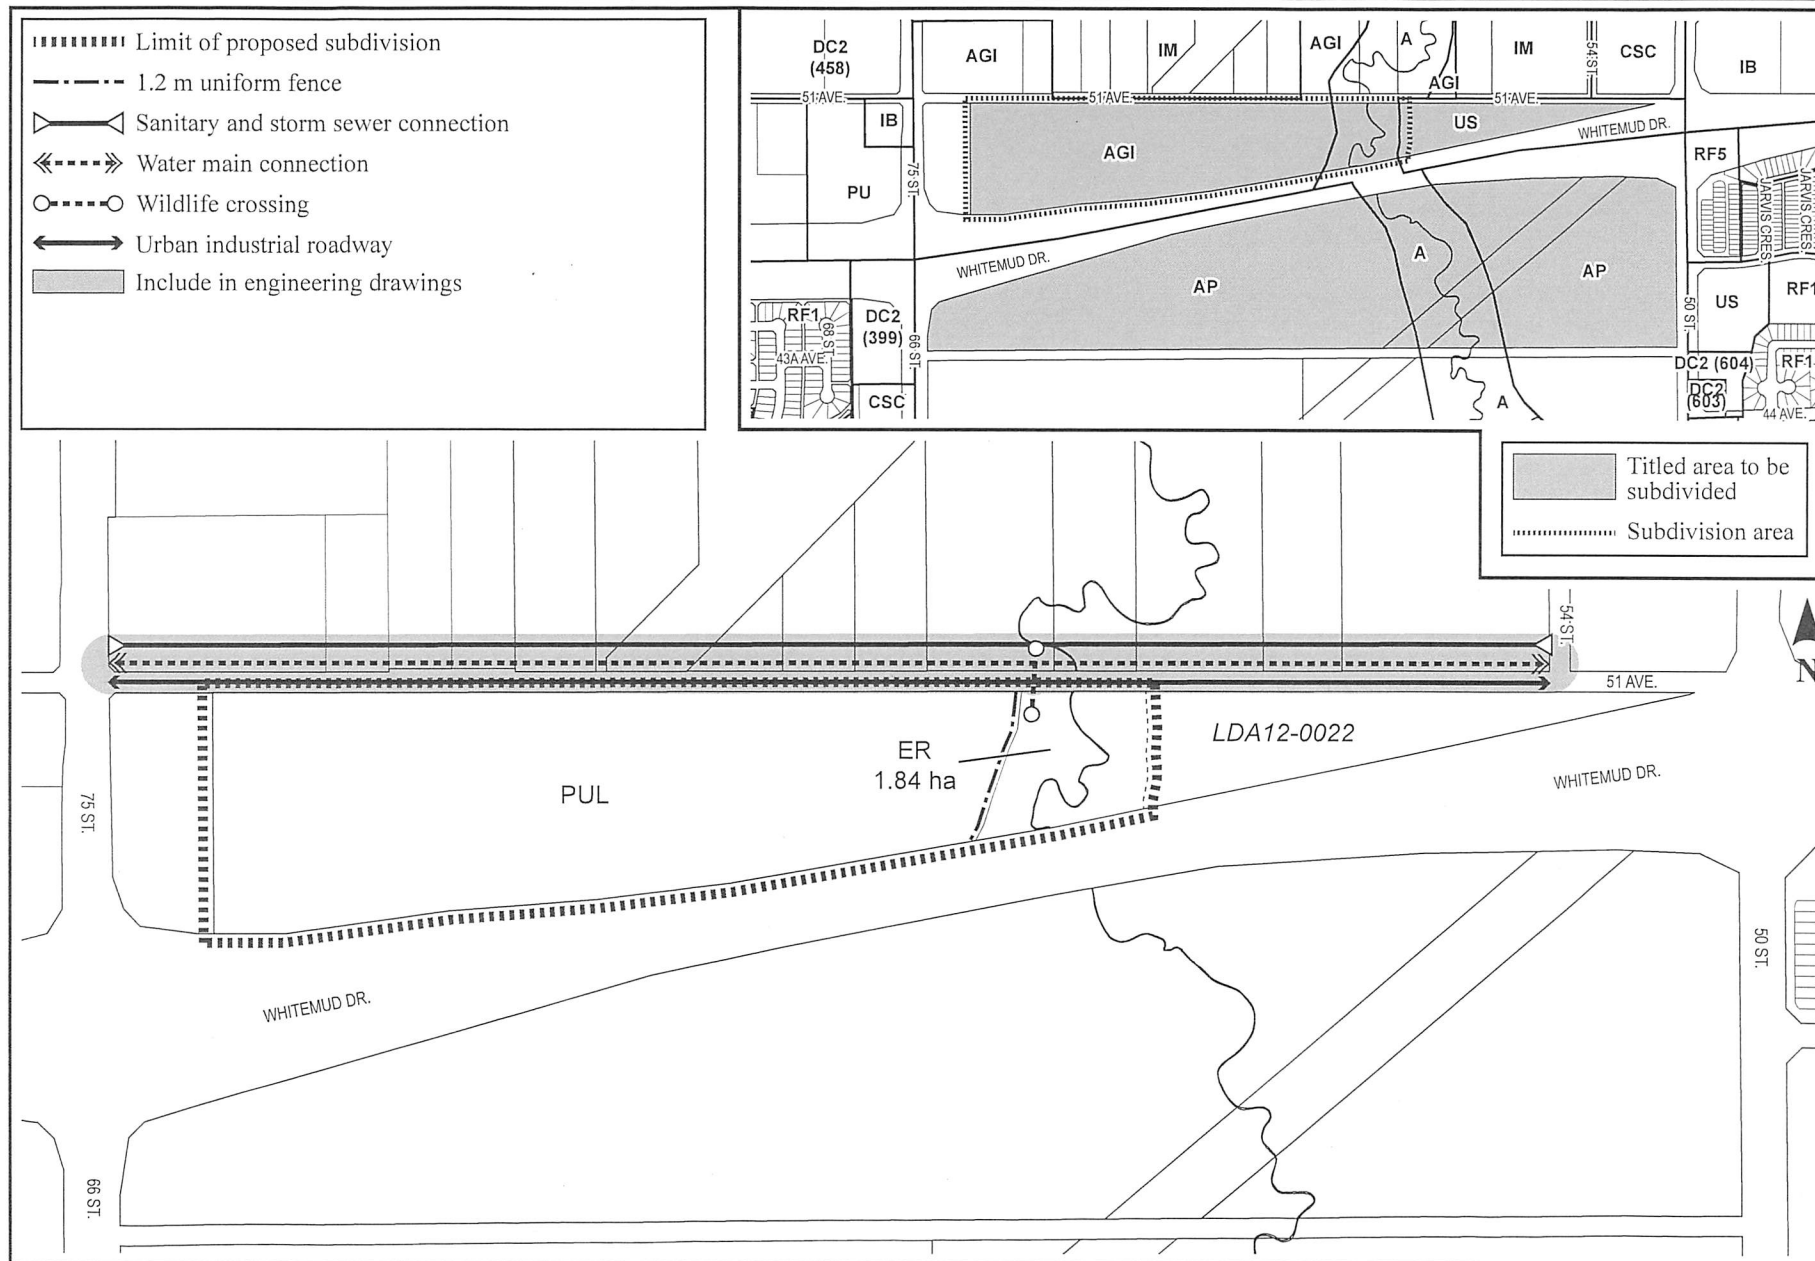 Limit of proposed subdivision
1.2 m uniform fence
Sanitary and storm sewer connection
Water main connection
Wildlife crossing
Urban industrial roadway
Include in engineering drawings
DC2
(458)
AGI
IM
AGI
A
AGI
IM
54 ST.
CSC
IB
51 AVE.
51 AVE.
51 AVE.
IB
US
WHITEMUD DR.
AGI
75 ST.
PU
RF5
JARVIS CRES.
JARVIS CRES.
WHITEMUD DR.
A
AP
AP
50 ST.
US
RF1
RF1
68 ST.
DC2
(399)
66 ST.
43A AVE.
CSC
A
DC2 (604)
DC2
(603)
RF1
44 AVE.
Titled area to be
subdivided
Subdivision area
54 ST.
N
51 AVE.
LDA12-0022
ER
1.84 ha
PUL
75 ST.
WHITEMUD DR.
WHITEMUD DR.
50 ST.
66 ST.